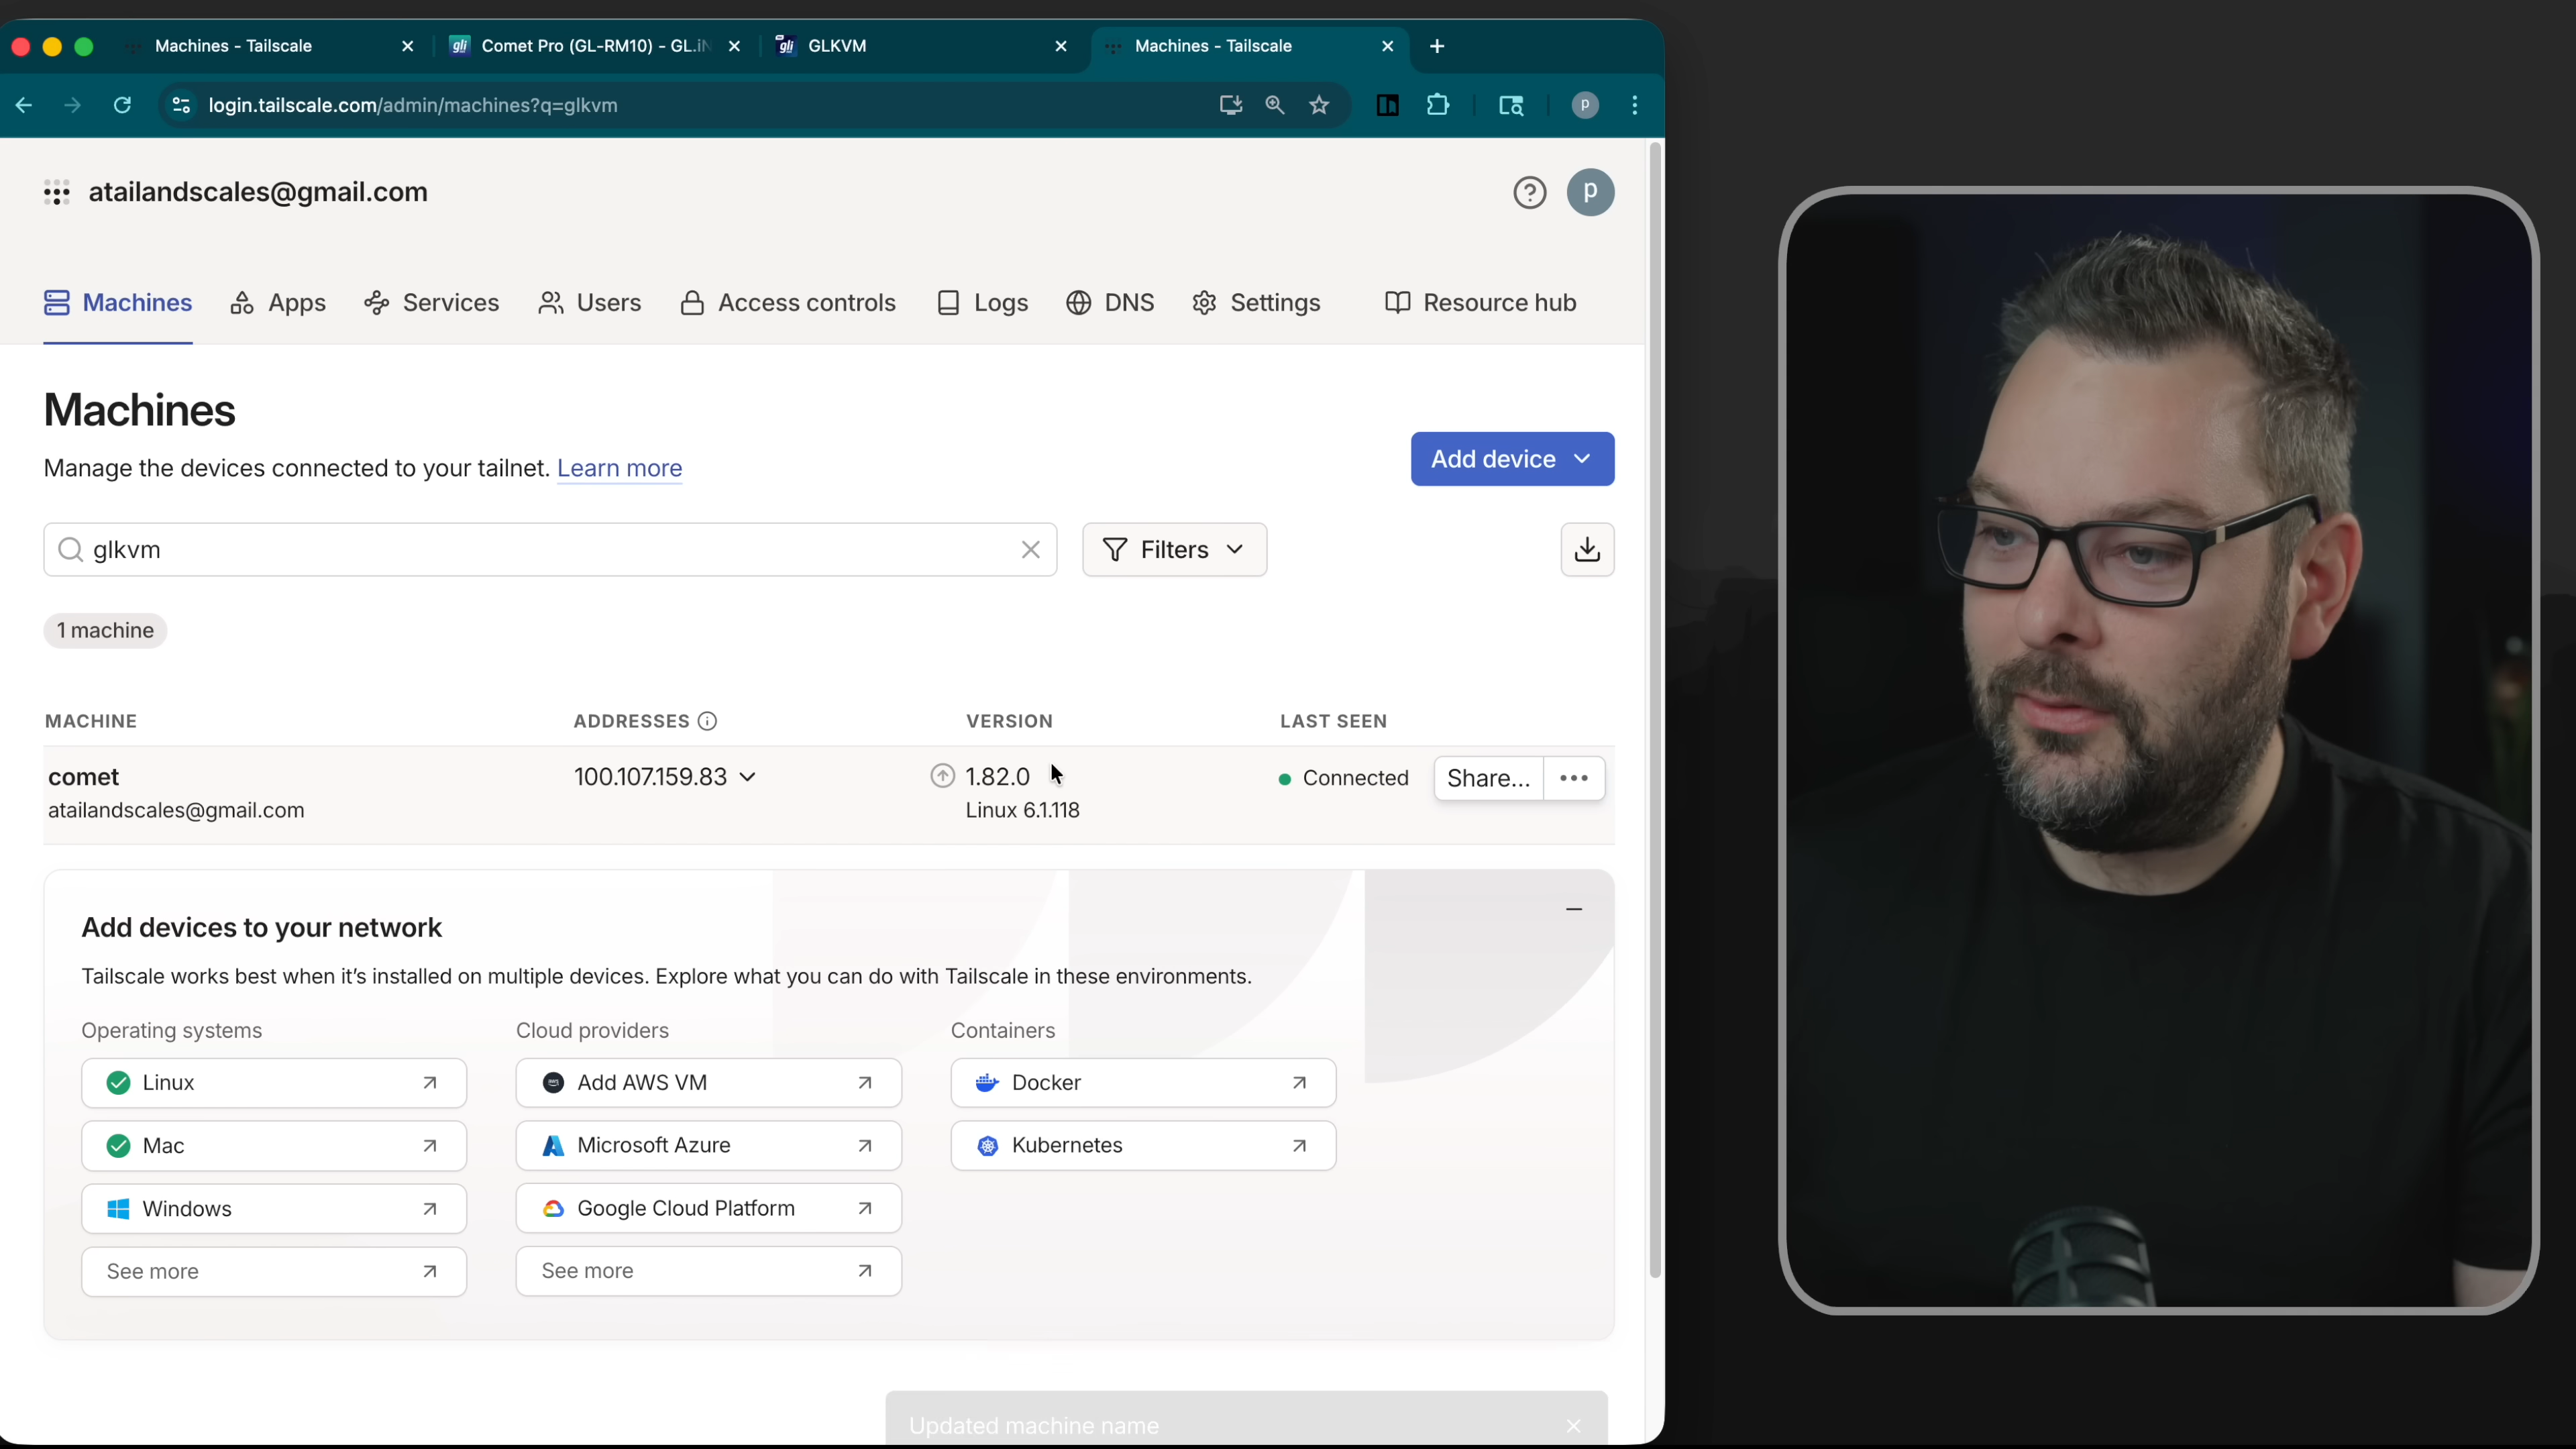 Machines - Tailscale
Comet Pro (GL-RM10) - GL.iN
GLKVM
Machines - Tailscale
login.tailscale.com/admin/machines?q=glkvm
p
atailandscales@gmail.com
p
Machines
Apps
Services
Users
Access controls
Logs
DNS
Settings
Resource hub
Machines
Manage the devices connected to your tailnet. Learn more
Add device
glkvm
Filters
1 machine
MACHINE
ADDRESSES
VERSION
LAST SEEN
comet
100.107.159.83
1.82.0
Connected
Share...
atailandscales@gmail.com
Linux 6.1.118
Add devices to your network
Tailscale works best when it's installed on multiple devices. Explore what you can do with Tailscale in these environments.
Operating systems
Cloud providers
Containers
Linux
Add AWS VM
Docker
Mac
Microsoft Azure
Kubernetes
Windows
Google Cloud Platform
See more
See more
Updated machine name